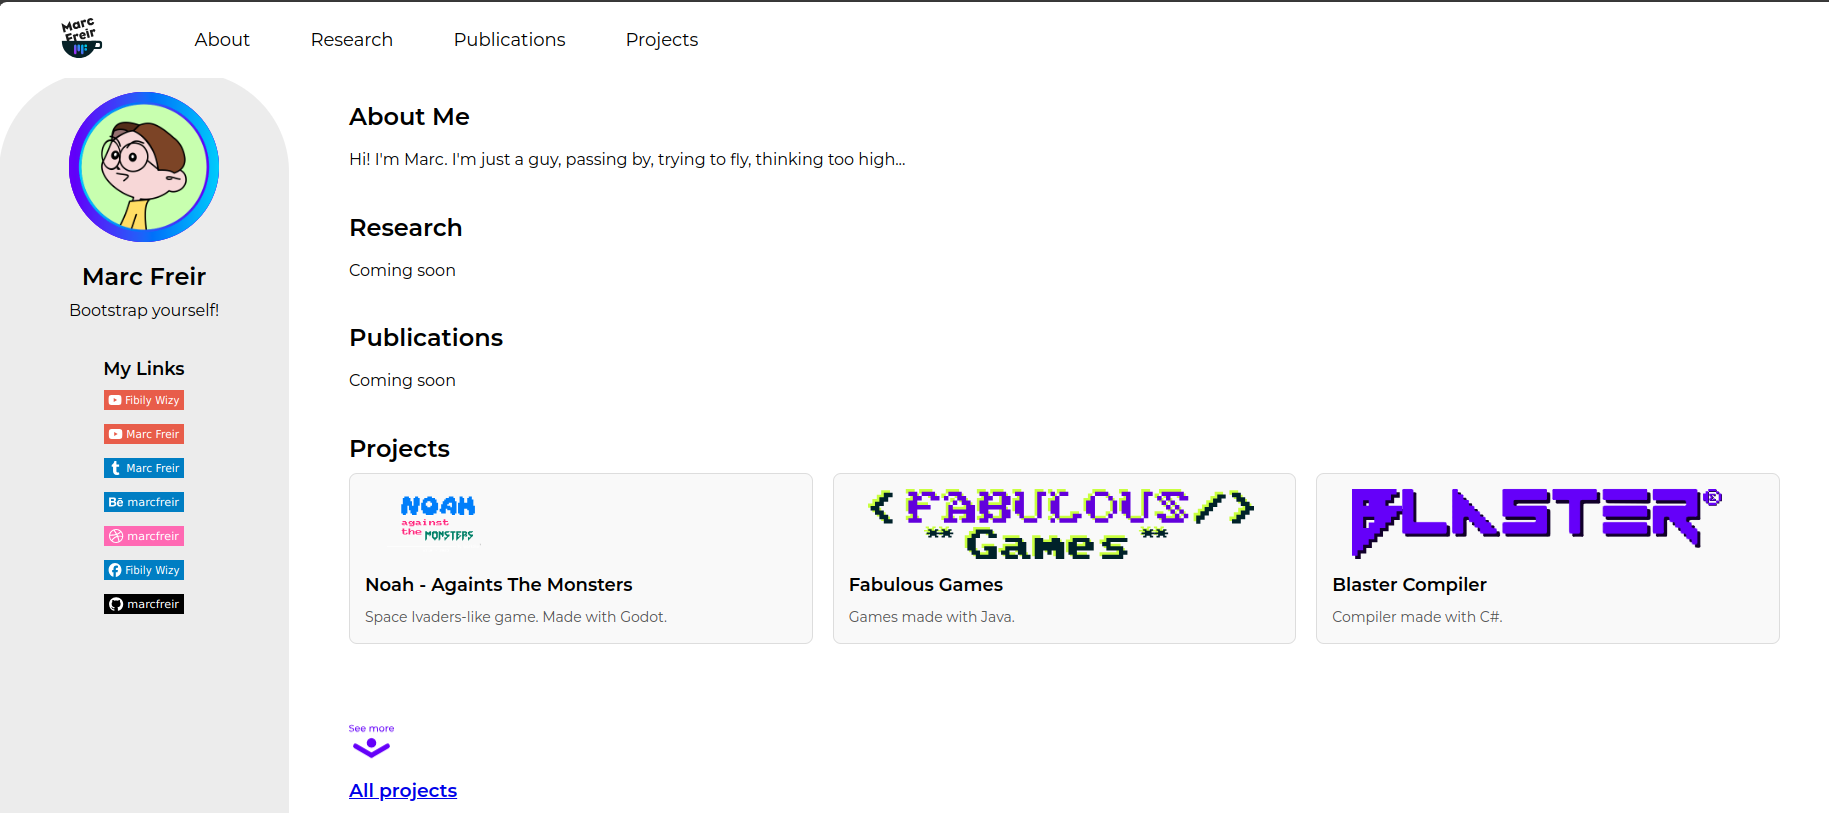 Marc
Freir
About
Research
Publications
Projects
Marc Freir
Bootstrap yourself!
My Links
Fibily Wizy
Marc Freir
t Marc Freir
Bē marcfreir
marcfreir
Fibily Wizy
marcfreir
About Me
Hi! I'm Marc. I'm just a guy, passing by, trying to fly, thinking too high...
Research
Coming soon
Publications
Coming soon
Projects
NOAH
against
the MONSTERS
Noah - Againts The Monsters
Space Ivaders-like game. Made with Godot.
< FABULOUS/>
** Games **
Fabulous Games
Games made with Java.
BLASTER®
Blaster Compiler
Compiler made with C#.
See more
All projects